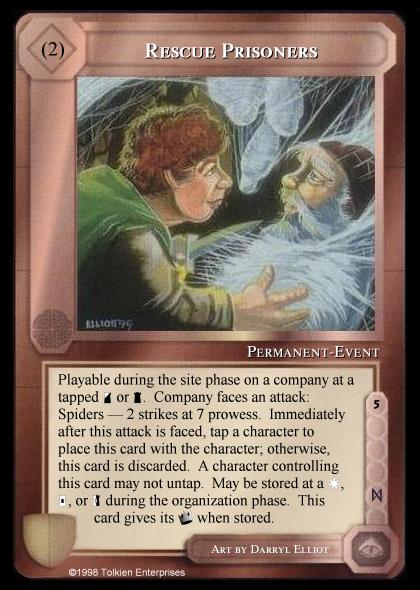 (2)
RESCUE PRISONERS
ELLIOTT 95
PERMANENT-EVENT
Playable during the site phase on a company at a
tapped or . Company faces an attack:
Spiders — 2 strikes at 7 prowess. Immediately
after this attack is faced, tap a character to
place this card with the character; otherwise,
this card is discarded. A character controlling
this card may not untap. May be stored at a ,
, or during the organization phase. This
card gives its when stored.
5
ART BY DARRYL ELLIOT
©1998 Tolkien Enterprises